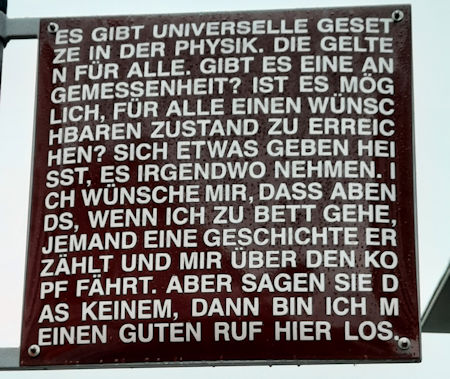 ES GIBT UNIVERSELLE GESET
ZE IN DER PHYSIK. DIE GELTE
N FÜR ALLE. GIBT ES EINE AN
GEMESSENHEIT? IST ES MÖG
LICH, FÜR ALLE EINEN WÜNSC
HBAREN ZUSTAND ZU ERREIC
HEN? SICH ETWAS GEBEN HEI
SST, ES IRGENDWO NEHMEN. I
CH WÜNSCHE MIR, DASS ABEN
DS, WENN ICH ZU BETT GEHE,
JEMAND EINE GESCHICHTE ER
ZÄHLT UND MIR ÜBER DEN KO
PF FÄHRT. ABER SAGEN SIE D
AS KEINEM, DANN BIN ICH M
EINEN GUTEN RUF HIER LOS.